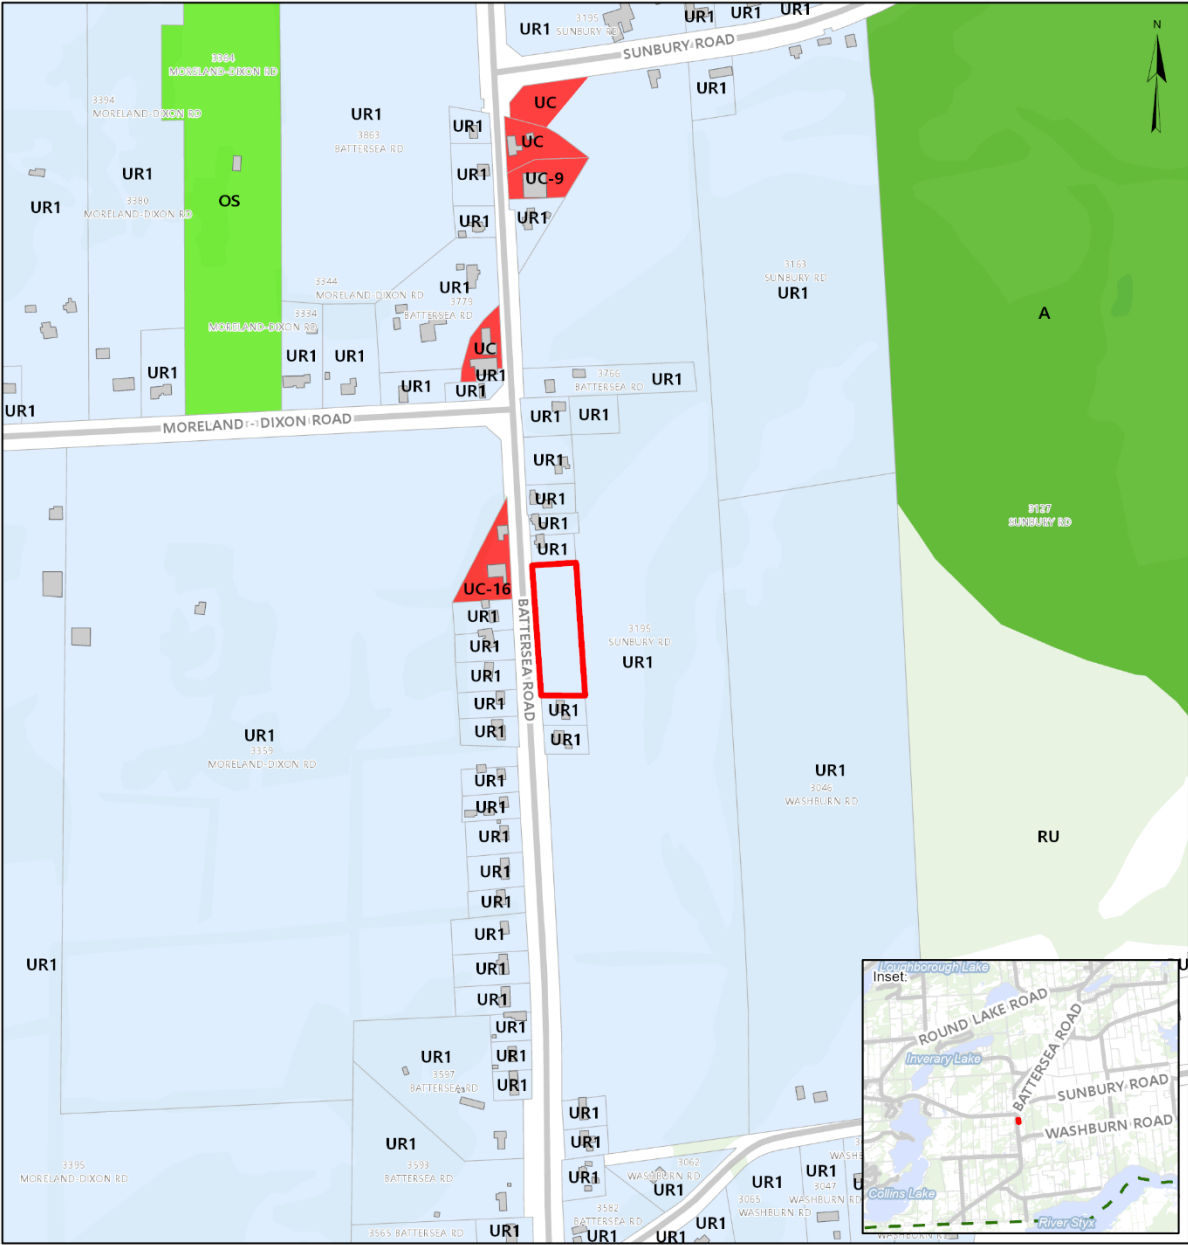 UR1
3195
SUNBURY RD
UR1
UR1
UR1
SUNBURY ROAD
N
3364
MORELAND-DIXON RD
UR1
3394
MORELAND-DIXON RD
UC
UR1
3863
BATTERSEA RD
UR1
UC
UR1
UR1
UC-9
3380
MORELAND-DIXON RD
OS
UR1
UR1
UR1
3163
SUNBURY RD
UR1
3344
MORELAND-DIXON RD
UR1
3779
BATTERSEA RD
A
3334
MORELAND-DIXON RD
UC
UR1
UR1
UR1
UR1
UR1
UR1
3766
BATTERSEA RD
UR1
UR1
UR1
UR1
MORELAND - DIXON ROAD
UR1
UR1
3127
SUNBURY RD
UR1
UR1
UC-16
BATTERSEA ROAD
UR1
UR1
UR1
UR1
UR1
3195
SUNBURY RD
UR1
UR1
UR1
UR1
3359
MORELAND-DIXON RD
UR1
3046
WASHBURN RD
UR1
UR1
UR1
RU
UR1
UR1
UR1
UR1
UR1
UR1
UR1
UR1
UR1
UR1
3597
BATTERSEA RD
UR1
UR1
UR1
3593
BATTERSEA RD
3395
MORELAND-DIXON RD
UR1
3062
WASHBURN RD
UR1
UR1
3065
WASHBURN RD
UR1
3047
WASHBURN RD
3582
BATTERSEA RD
UR1
3565 BATTERSEA RD
UR1
UR1
UR1
Inset:
Loughborough Lake
ROUND LAKE ROAD
BATTERSEA ROAD
Inverary Lake
SUNBURY ROAD
WASHBURN ROAD
Collins Lake
River Styx